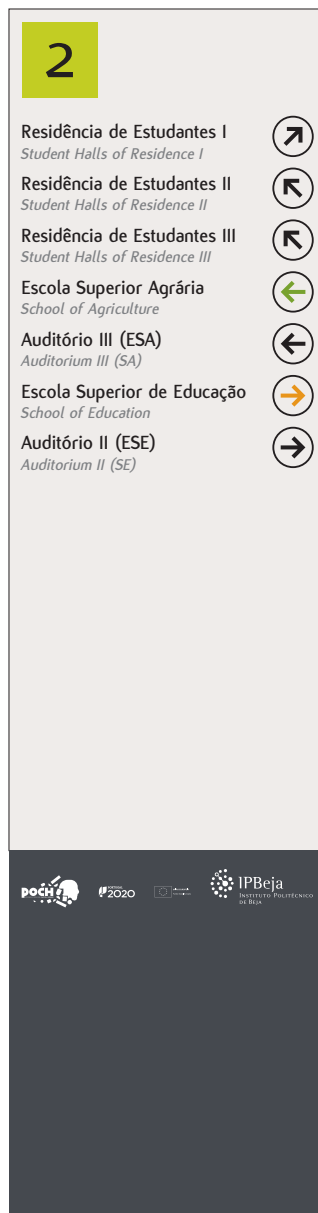 2
Residência de Estudantes I
Student Halls of Residence I
Residência de Estudantes II
Student Halls of Residence II
Residência de Estudantes III
Student Halls of Residence III
Escola Superior Agrária
School of Agriculture
Auditório III (ESA)
Auditorium III (SA)
Escola Superior de Educação
School of Education
Auditório II (ESE)
Auditorium II (SE)
POCH
PORTUGAL
2020
IPBeja
INSTITUTO POLITÉCNICO
DE BEJA